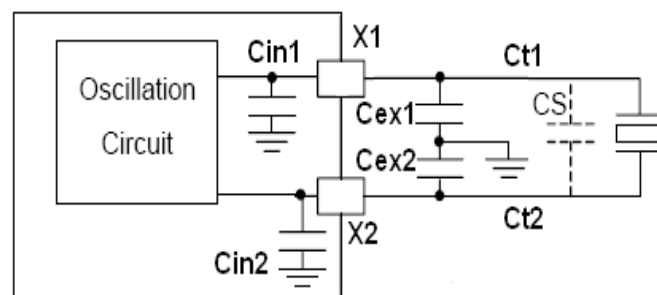 X1
Cin1
Ct1
Oscillation
Circuit
Cex1
CS
Cex2
X2
Ct2
Cin2